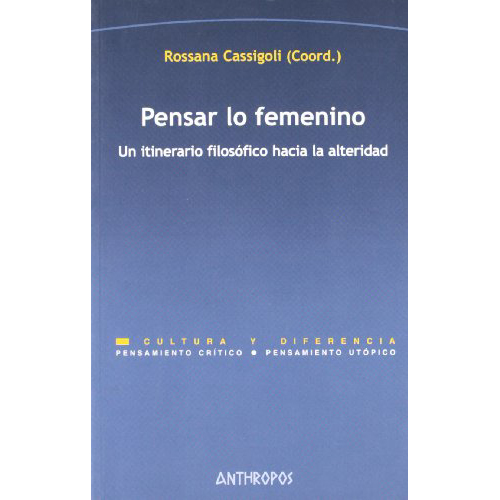 Rossana Cassigoli (Coord.)
Pensar lo femenino
Un itinerario filosófico hacia la alteridad
CULTURA Y DIFERENCIA
PENSAMIENTO CRÍTICO ● PENSAMIENTO UTÓPICO
ANTHROPOS